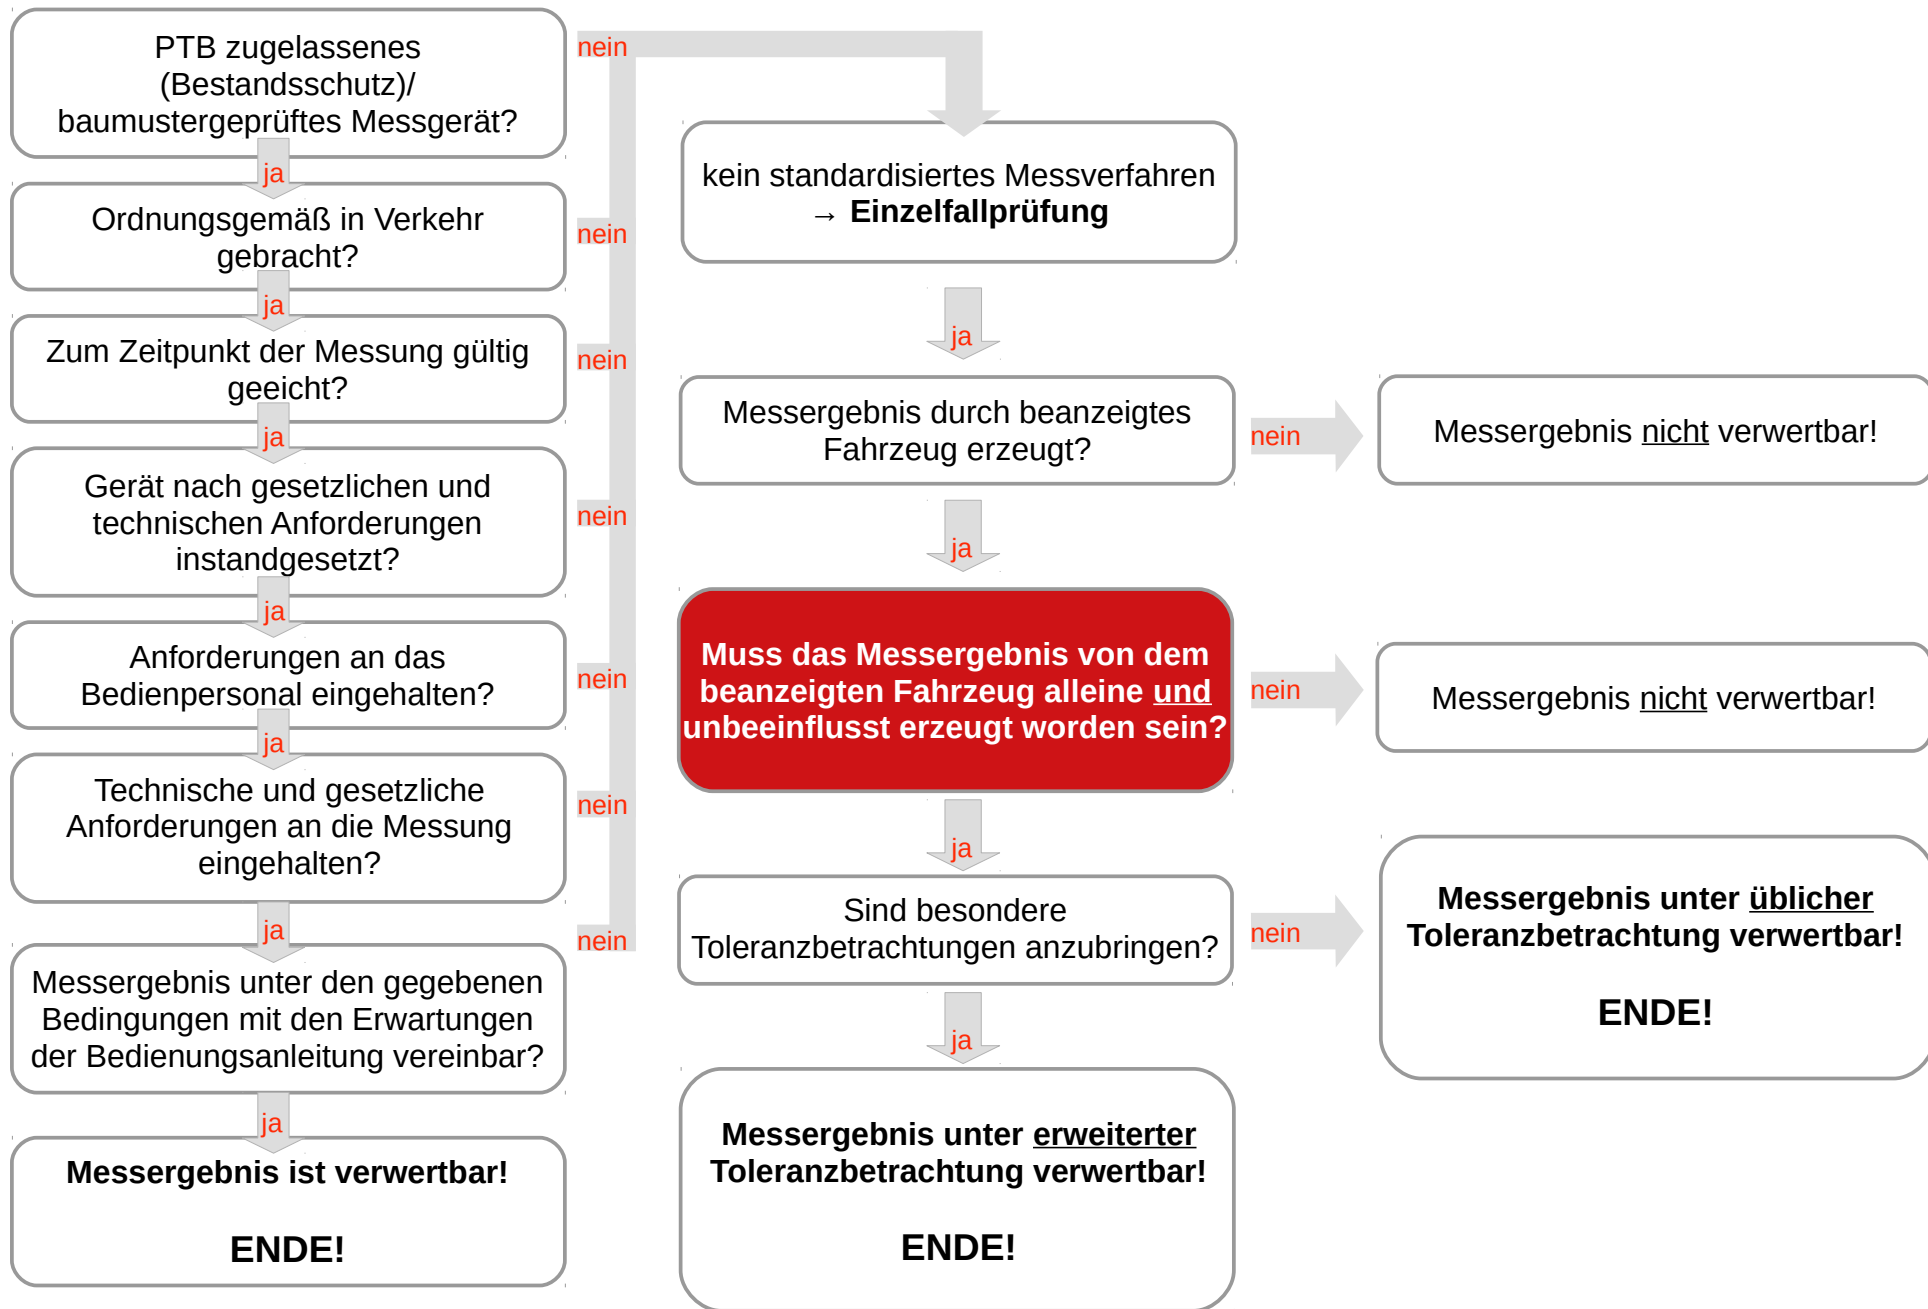 PTB zugelassenes
(Bestandsschutz)/
baumustergeprüftes Messgerät?
nein
ja
Ordnungsgemäß in Verkehr
gebracht?
nein
ja
Zum Zeitpunkt der Messung gültig
geeicht?
nein
ja
Gerät nach gesetzlichen und
technischen Anforderungen
instandgesetzt?
nein
ja
Anforderungen an das
Bedienpersonal eingehalten?
nein
ja
Technische und gesetzliche
Anforderungen an die Messung
eingehalten?
nein
ja
Messergebnis unter den gegebenen
Bedingungen mit den Erwartungen
der Bedienungsanleitung vereinbar?
nein
ja
Messergebnis ist verwertbar!
ENDE!
kein standardisiertes Messverfahren
→ Einzelfallprüfung
ja
Messergebnis durch beanzeigtes
Fahrzeug erzeugt?
nein
Messergebnis nicht verwertbar!
ja
Muss das Messergebnis von dem
beanzeigten Fahrzeug alleine und
unbeeinflusst erzeugt worden sein?
nein
Messergebnis nicht verwertbar!
ja
Sind besondere
Toleranzbetrachtungen anzubringen?
nein
Messergebnis unter üblicher
Toleranzbetrachtung verwertbar!
ENDE!
ja
Messergebnis unter erweiterter
Toleranzbetrachtung verwertbar!
ENDE!